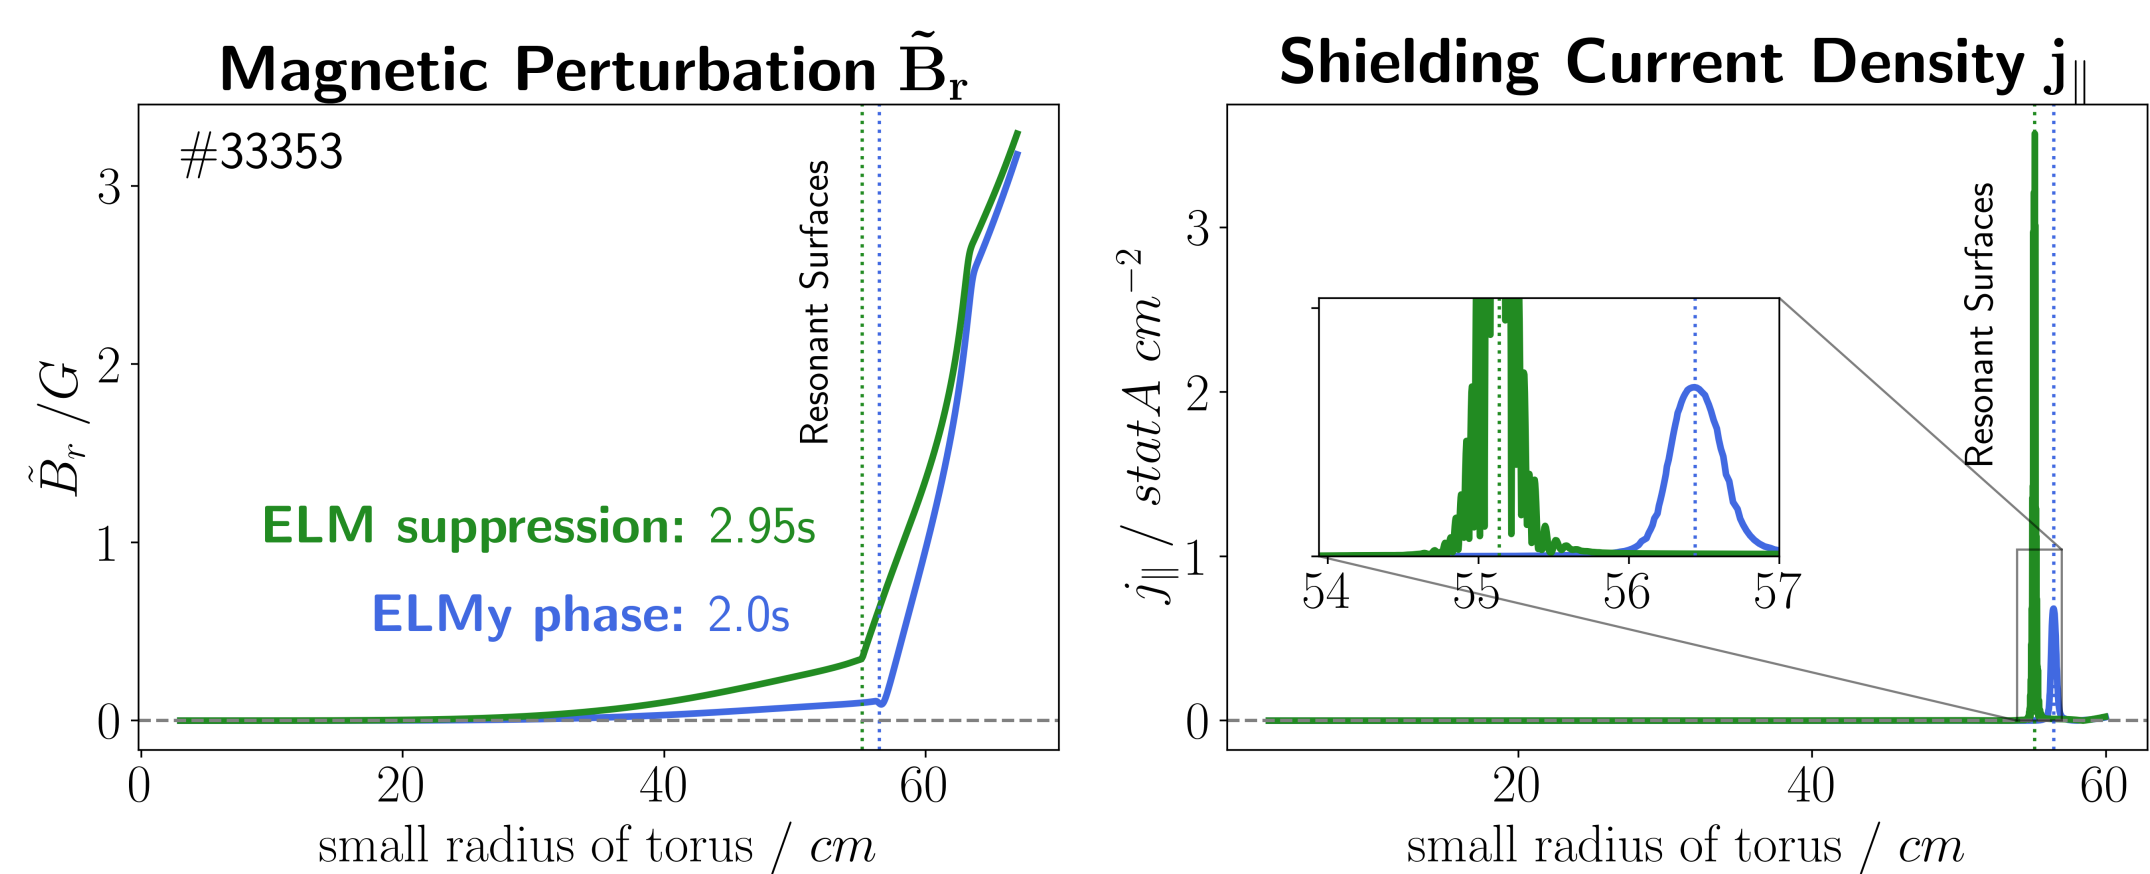 Magnetic Perturbation B̃r
#33353
Resonant Surfaces
ELM suppression: 2.95s
ELMy phase: 2.0s
B̃r /G
3
2
1
0
0 20 40 60
small radius of torus / cm
Shielding Current Density j||
Resonant Surfaces
j|| / statA cm−2
3
2
1
0
54 55 56 57
20 40 60
small radius of torus / cm